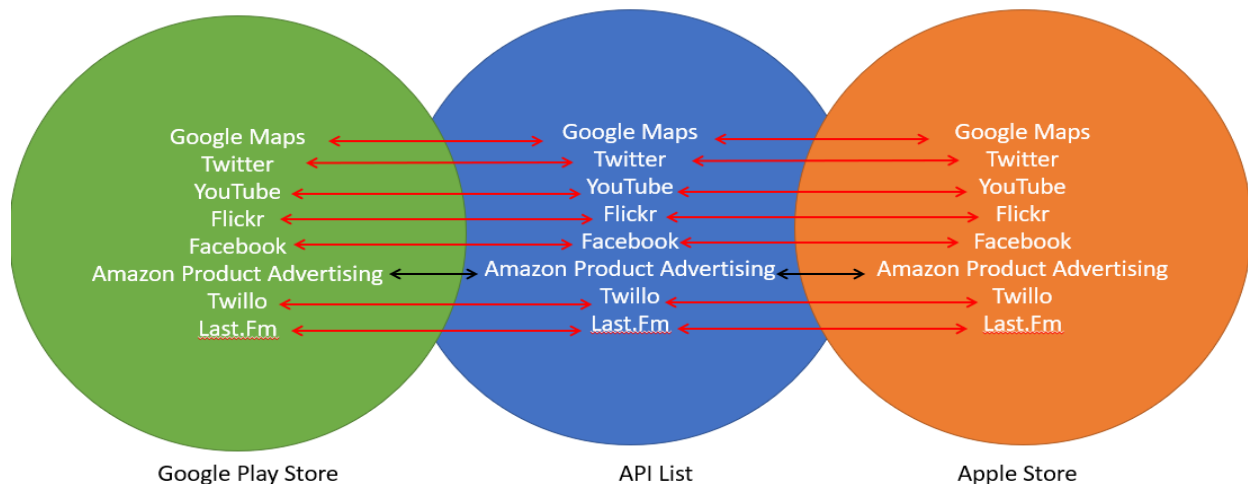 Google Maps
Twitter
YouTube
Flickr
Facebook
Amazon Product Advertising
Twillo
Last.Fm
Google Maps
Twitter
YouTube
Flickr
Facebook
Amazon Product Advertising
Twillo
Last.Fm
Google Maps
Twitter
YouTube
Flickr
Facebook
Amazon Product Advertising
Twillo
Last.Fm
Google Play Store
API List
Apple Store